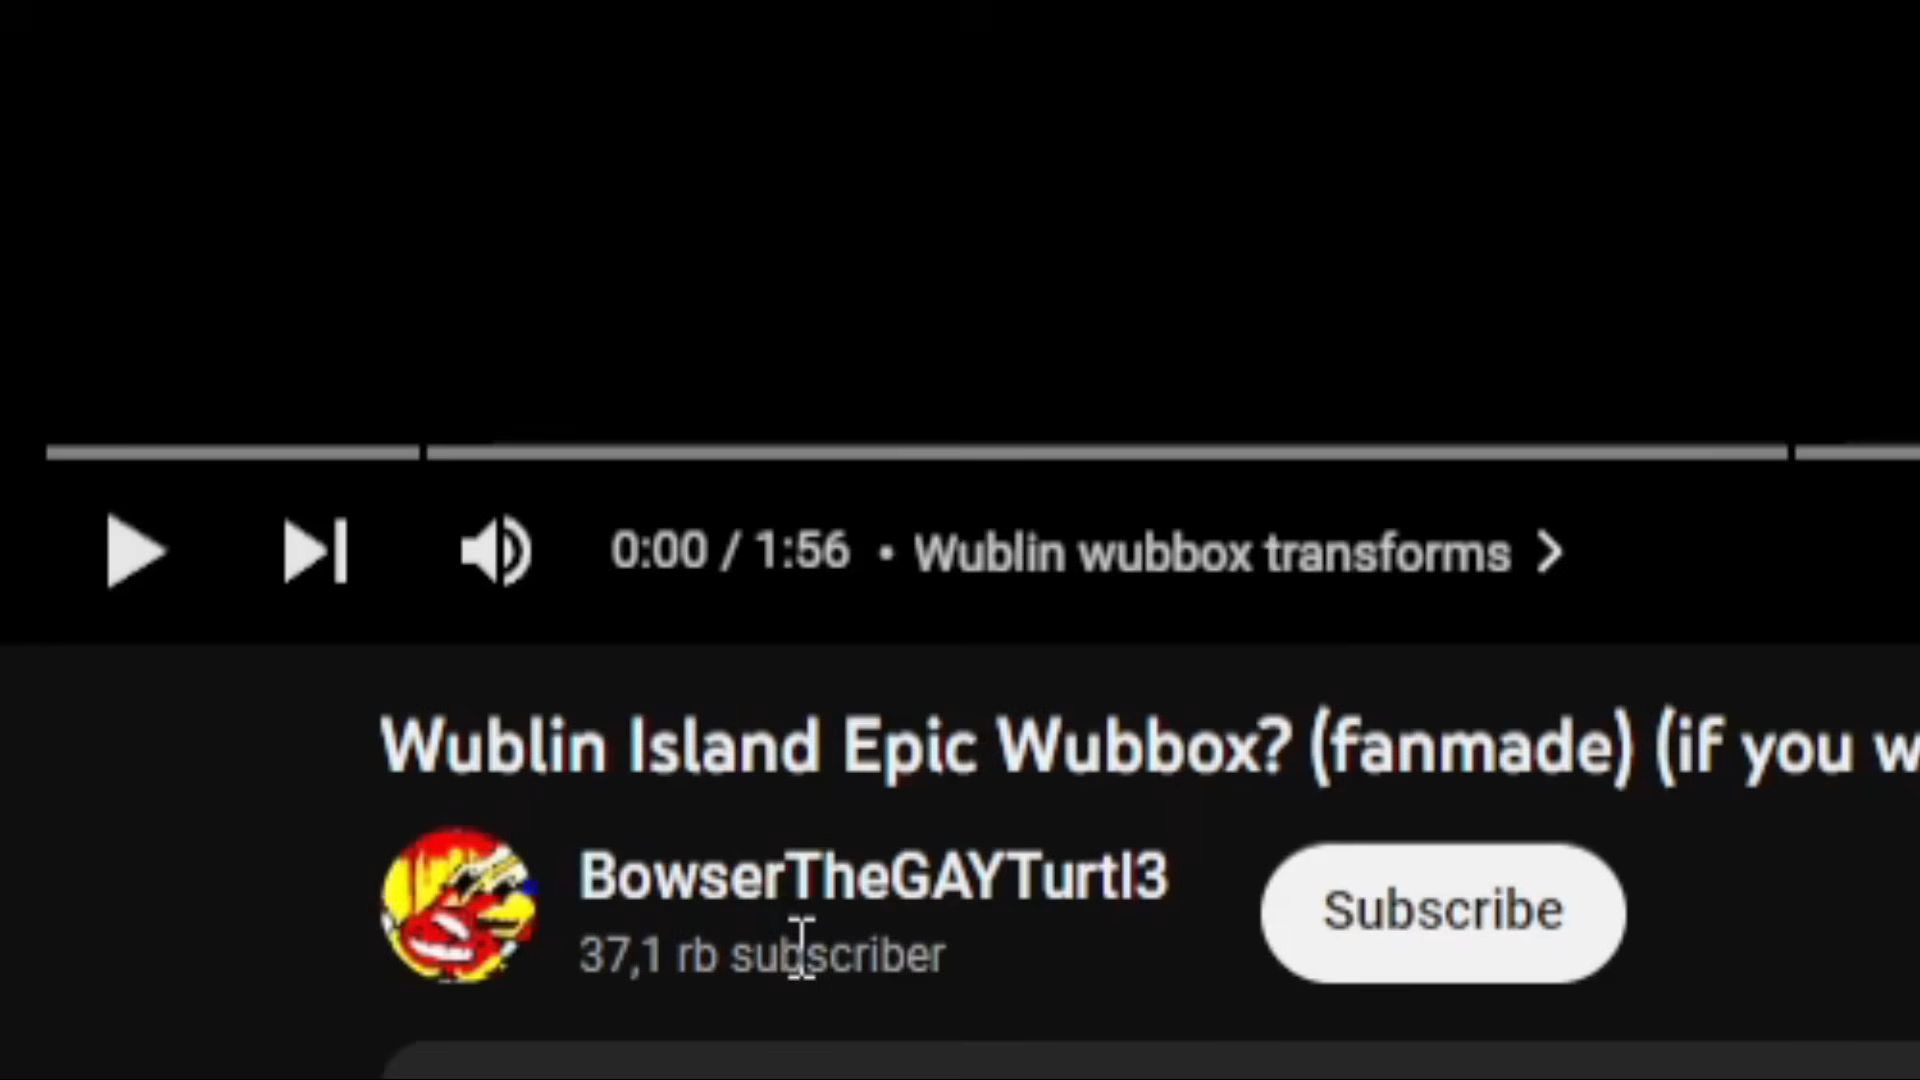 0:00 / 1:56 • Wublin wubbox transforms
Wublin Island Epic Wubbox? (fanmade) (if you w
BowserTheGAYTurtl3
Subscribe
37,1 rb subscriber